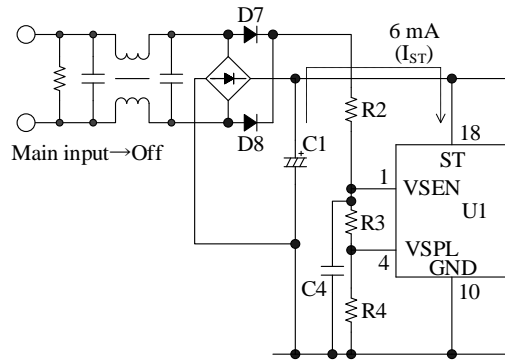 D7
6 mA
(IST)
R2
D8
C1
Main input→Off
18
ST
1
VSEN
U1
R3
VSPL
4
GND
C4
10
R4